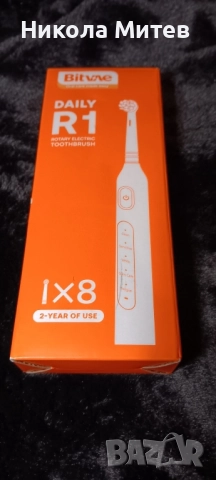 Никола Митев
Bitvae
DAILY
R1
ROTARY ELECTRIC
TOOTHBRUSH
1×8
2-YEAR OF USE
BAZAR